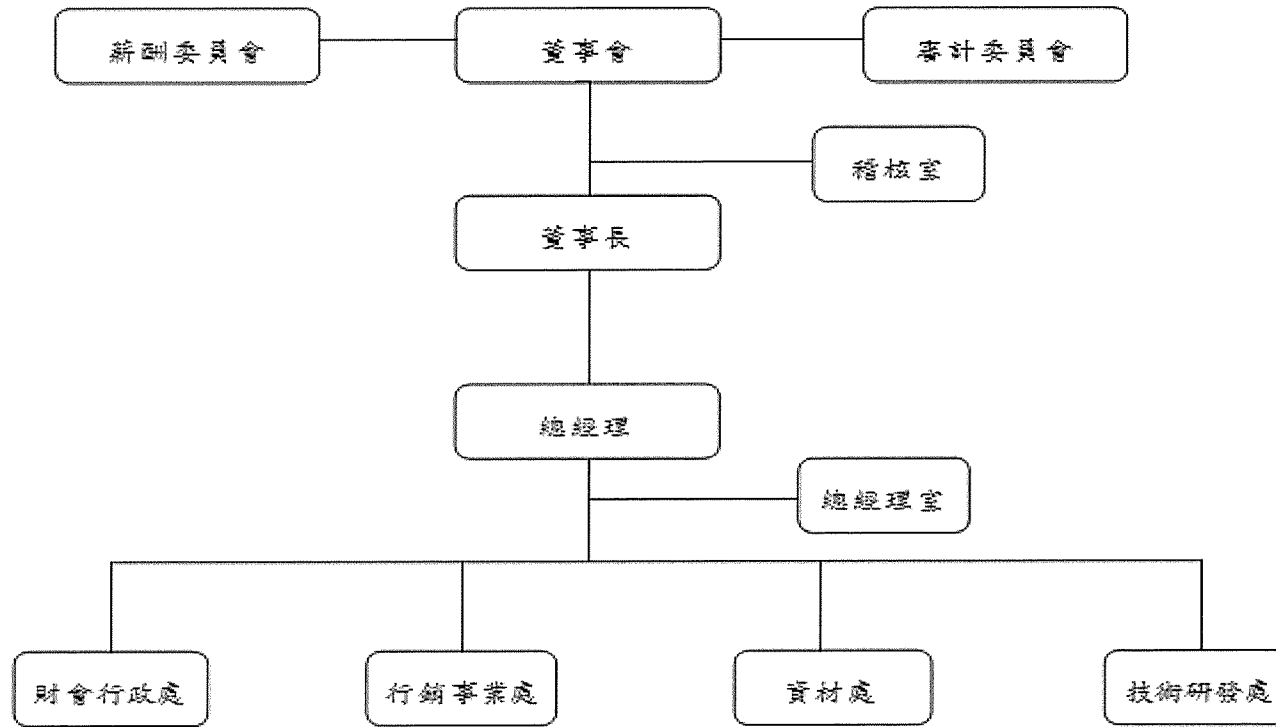 薪酬委員會
董事會
審計委員會
稽核室
董事長
總經理
總經理室
財會行政處
行銷事業處
資材處
技術研發處